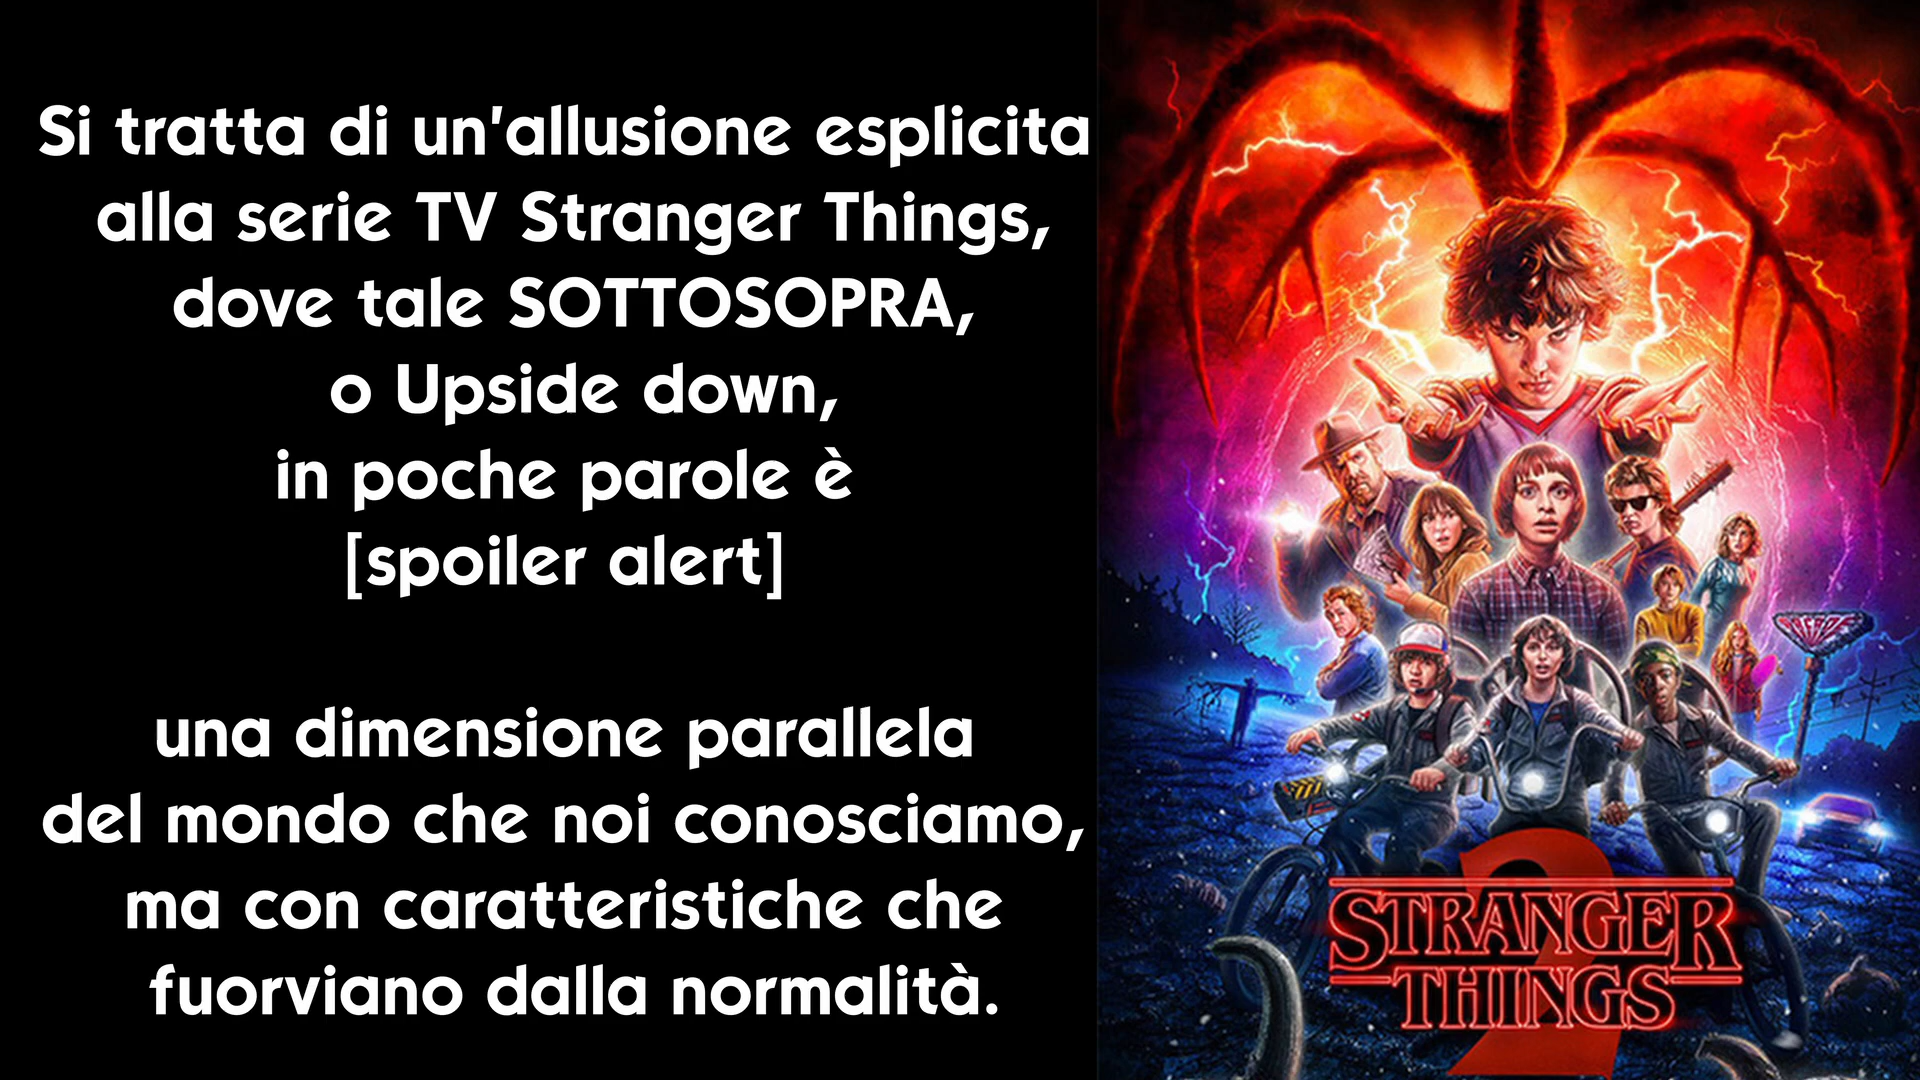 Si tratta di un'allusione esplicita
alla serie TV Stranger Things,
dove tale SOTTOSOPRA,
o Upside down,
in poche parole è
[spoiler alert]
una dimensione parallela
del mondo che noi conosciamo,
ma con caratteristiche che
fuorviano dalla normalità.
STRANGER
THINGS
2